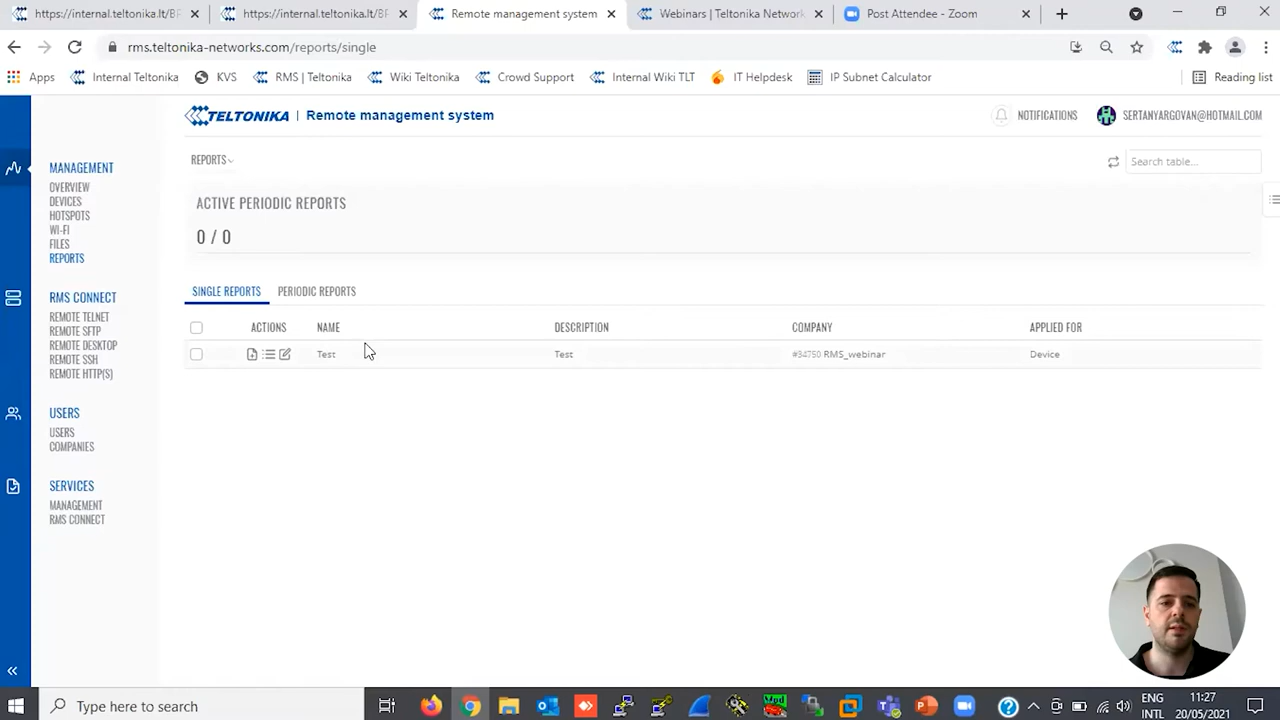 https://internal.teltonika.lt/BF
https://internal.teltonika.lt/BF
Remote management system
Webinars | Teltonika Network
Post Attendee - Zoom
rms.teltonika-networks.com/reports/single
Apps
Internal Teltonika
KVS
RMS | Teltonika
Wiki Teltonika
Crowd Support
Internal Wiki TLT
IT Helpdesk
IP Subnet Calculator
Reading list
TELTONIKA | Remote management system
NOTIFICATIONS
SERTANYARGOVAN@HOTMAIL.COM
MANAGEMENT
OVERVIEW
DEVICES
HOTSPOTS
WI-FI
FILES
REPORTS
RMS CONNECT
REMOTE TELNET
REMOTE SFTP
REMOTE DESKTOP
REMOTE SSH
REMOTE HTTP(S)
USERS
USERS
COMPANIES
SERVICES
MANAGEMENT
RMS CONNECT
REPORTS
Search table...
ACTIVE PERIODIC REPORTS
0 / 0
SINGLE REPORTS
PERIODIC REPORTS
ACTIONS NAME DESCRIPTION COMPANY APPLIED FOR
Test Test #34750 RMS_webinar Device
Type here to search
ENG
INTL
11:27
20/05/2021